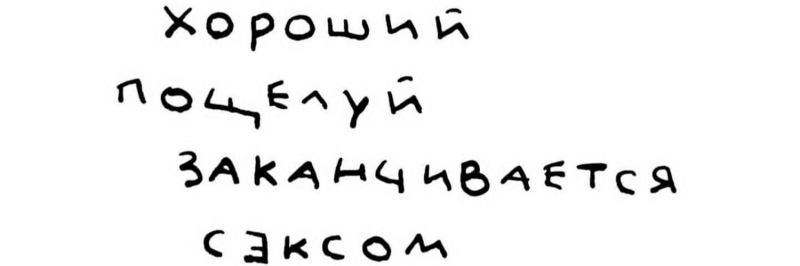 ХОРОШИЙ
ПОЦЕЛУЙ
ЗАКАНЧИВАЕТСЯ
СЭКСОМ